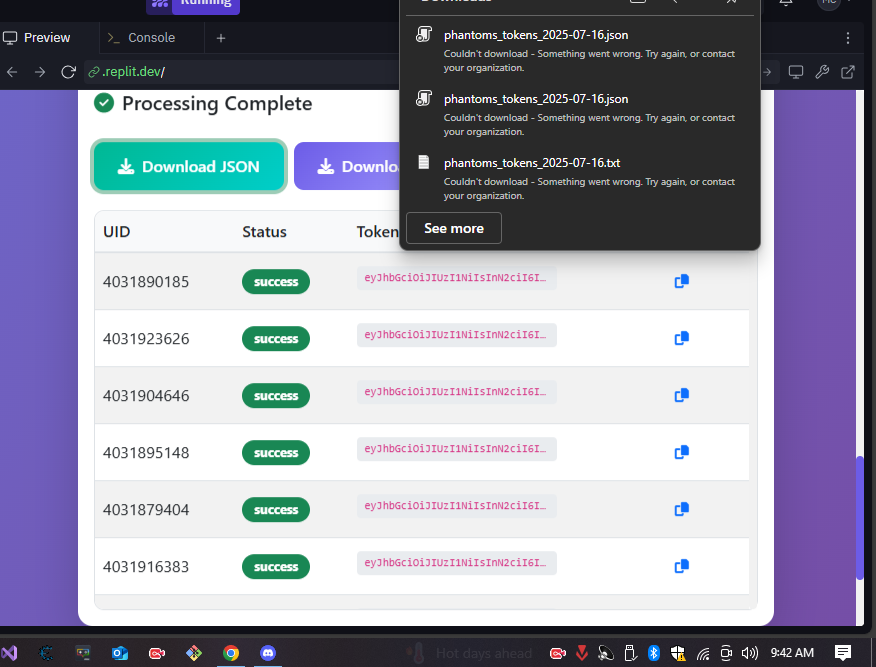 Running
Preview
Console
.replit.dev/
phantoms_tokens_2025-07-16.json
Couldn't download – Something went wrong. Try again, or contact
your organization.
phantoms_tokens_2025-07-16.json
Couldn't download – Something went wrong. Try again, or contact
your organization.
phantoms_tokens_2025-07-16.txt
Couldn't download – Something went wrong. Try again, or contact
your organization.
See more
Processing Complete
Download JSON
UID
Status
Token
4031890185
success
eyJhbGciOiJIUzI1NiIsInN2ciI6I…
4031923626
success
eyJhbGciOiJIUzI1NiIsInN2ciI6I…
4031904646
success
eyJhbGciOiJIUzI1NiIsInN2ciI6I…
4031895148
success
eyJhbGciOiJIUzI1NiIsInN2ciI6I…
4031879404
success
eyJhbGciOiJIUzI1NiIsInN2ciI6I…
4031916383
success
eyJhbGciOiJIUzI1NiIsInN2ciI6I…
Hot days ahead
9:42 AM